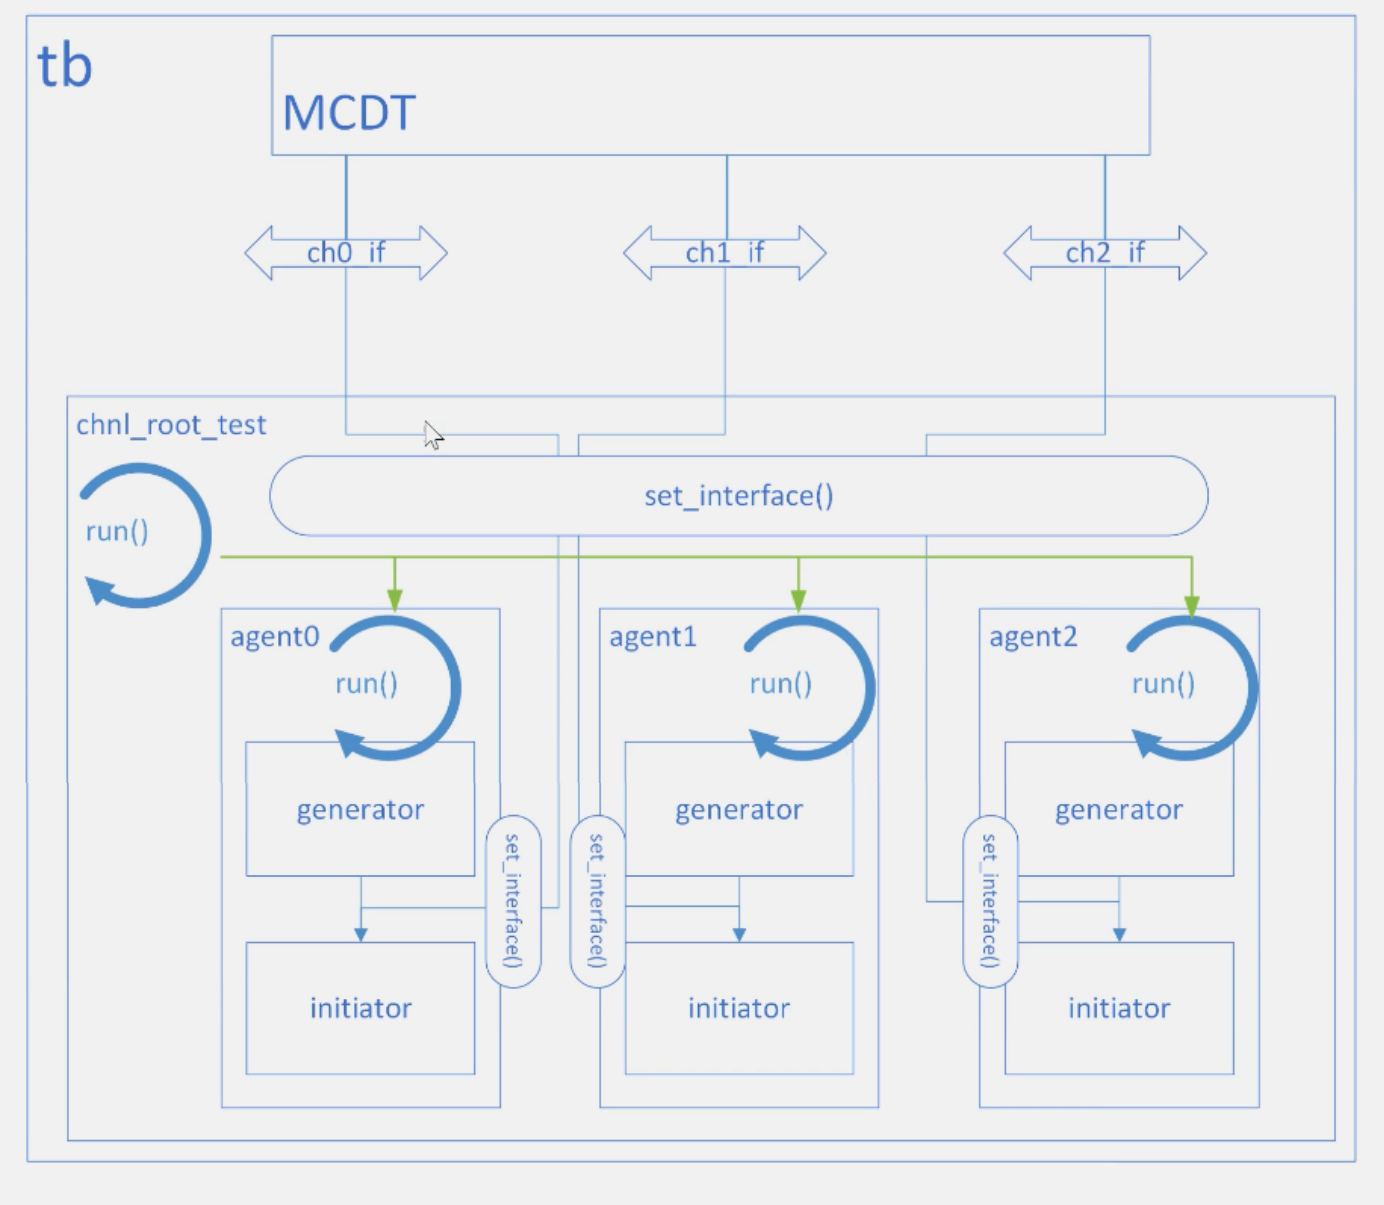 tb
MCDT
ch0_if
ch1_if
ch2_if
chnl_root_test
set_interface()
run()
agent0
run()
agent1
run()
agent2
run()
generator
generator
generator
set_interface()
set_interface()
set_interface()
initiator
initiator
initiator